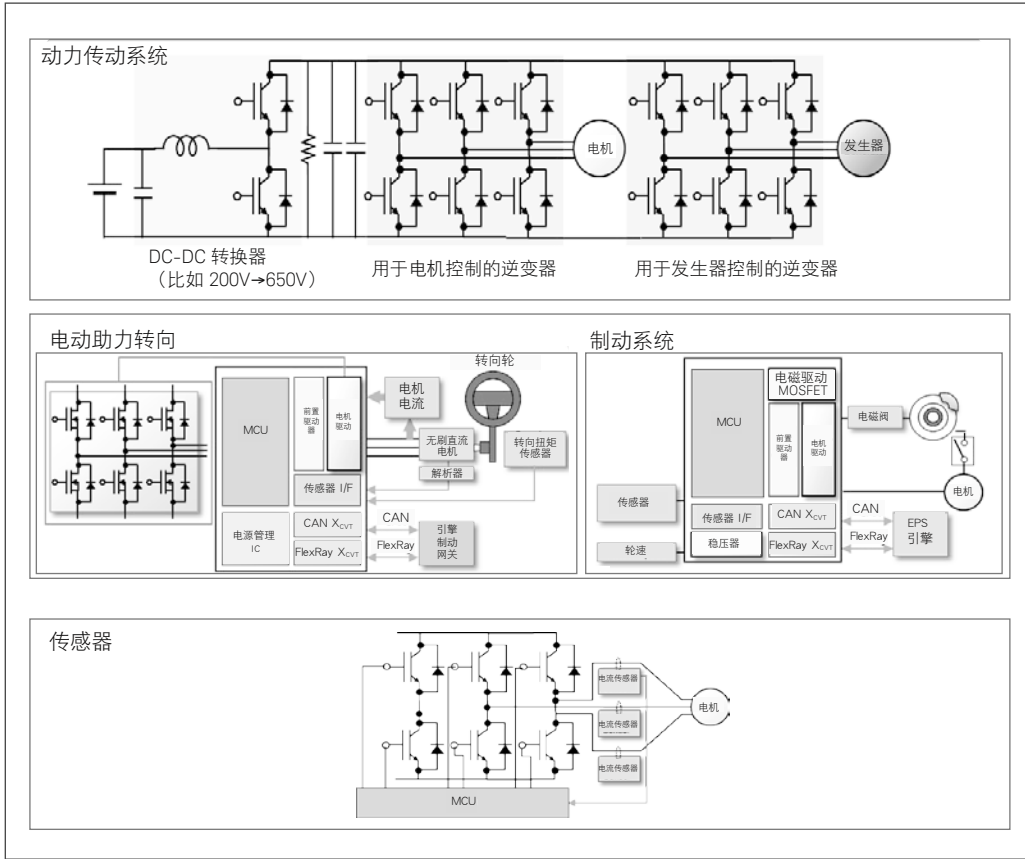 动力传动系统
电机
发生器
DC-DC 转换器
（比如 200V→650V）
用于电机控制的逆变器
用于发生器控制的逆变器
电动助力转向
MCU
前置
驱动
器
电机
驱动
传感器 I/F
电源管理
IC
CAN XCVT
FlexRay XCVT
电机
电流
转向轮
无刷直流
电机
解析器
转向扭矩
传感器
CAN
FlexRay
引擎
制动
网关
制动系统
MCU
电磁驱动
MOSFET
前置
驱动
器
电机
驱动
传感器 I/F
稳压器
CAN XCVT
FlexRay XCVT
传感器
轮速
电磁阀
电机
CAN
FlexRay
EPS
引擎
传感器
电流传感器
电流传感器
电流传感器
电机
MCU